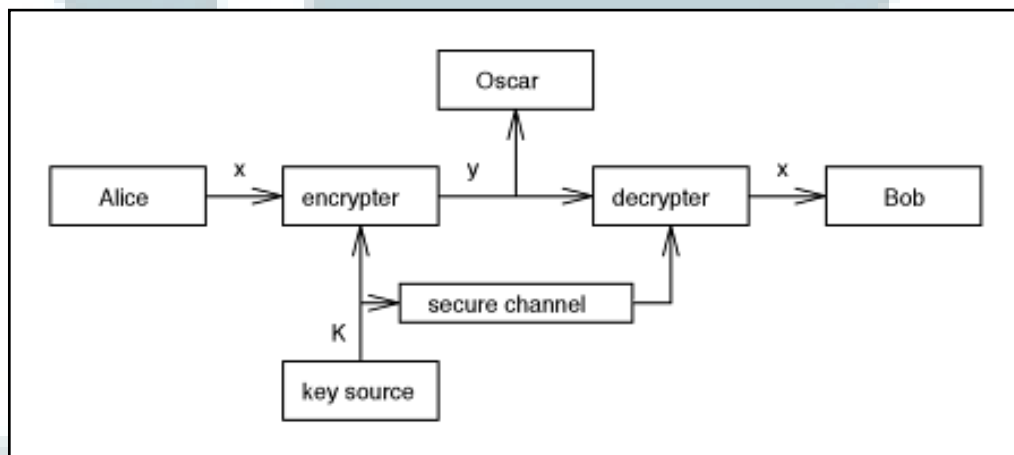 Oscar
x
y
x
Alice
encrypter
decrypter
Bob
secure channel
K
key source